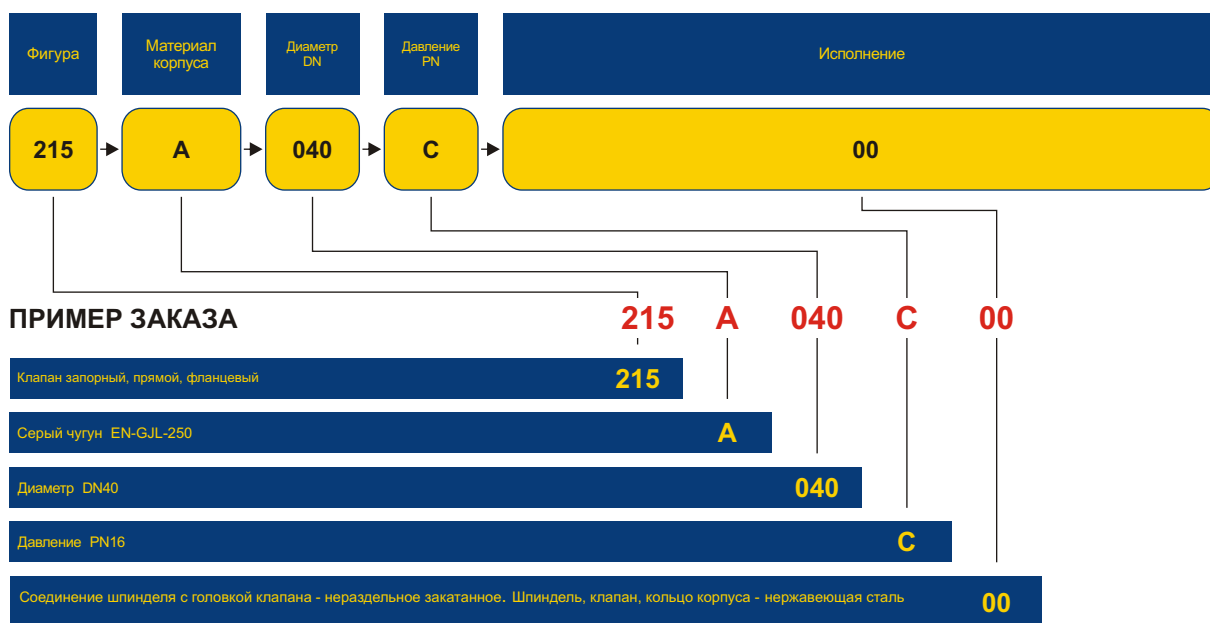 Фигура
Материал
корпуса
Диаметр
DN
Давление
PN
Исполнение
215
A
040
C
00
ПРИМЕР ЗАКАЗА
215 A 040 C 00
Клапан запорный, прямой, фланцевый 215
Серый чугун EN-GJL-250 A
Диаметр DN40 040
Давление PN16 C
Соединение шпинделя с головкой клапана - нераздельное закатанное. Шпиндель, клапан, кольцо корпуса - нержавеющая сталь 00